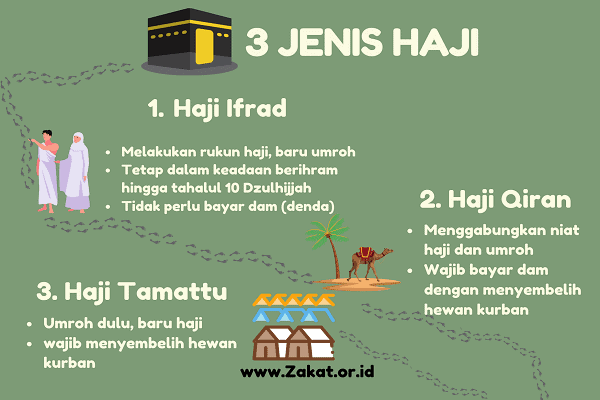 3 JENIS HAJI
1. Haji Ifrad
• Melakukan rukun haji, baru umroh
• Tetap dalam keadaan berihram
hingga tahalul 10 Dzulhijjah
• Tidak perlu bayar dam (denda)
2. Haji Qiran
• Menggabungkan niat
haji dan umroh
• Wajib bayar dam
dengan menyembelih
hewan kurban
3. Haji Tamattu
• Umroh dulu, baru haji
• wajib menyembelih hewan
kurban
www.Zakat.or.id